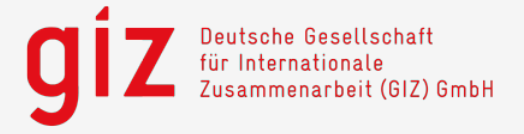 giz
Deutsche Gesellschaft
für Internationale
Zusammenarbeit (GIZ) GmbH